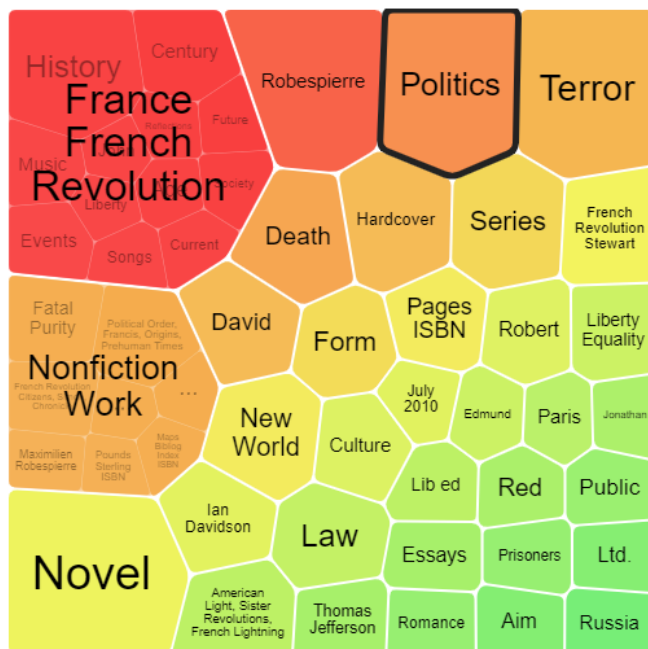 History
Century
France
French
Revolution
Reflections
Future
Music
Liberty
Society
Events
Songs
Current
Robespierre
Politics
Terror
Death
Hardcover
Series
French
Revolution
Stewart
Fatal
Purity
Political Order,
Francis, Origins,
Prehuman Times
Nonfiction
Work
French Revolution
...
...
Maximilien
Robespierre
Pounds
Sterling
ISBN
Maps
Bibliog
Index
ISBN
David
Form
Pages
ISBN
Robert
Liberty
Equality
New
World
Culture
July
2010
Edmund
Paris
Jonathan
Lib ed
Red
Public
Novel
Ian
Davidson
Law
Essays
Prisoners
Ltd.
American
Light, Sister
Revolutions,
French Lightning
Thomas
Jefferson
Romance
Aim
Russia